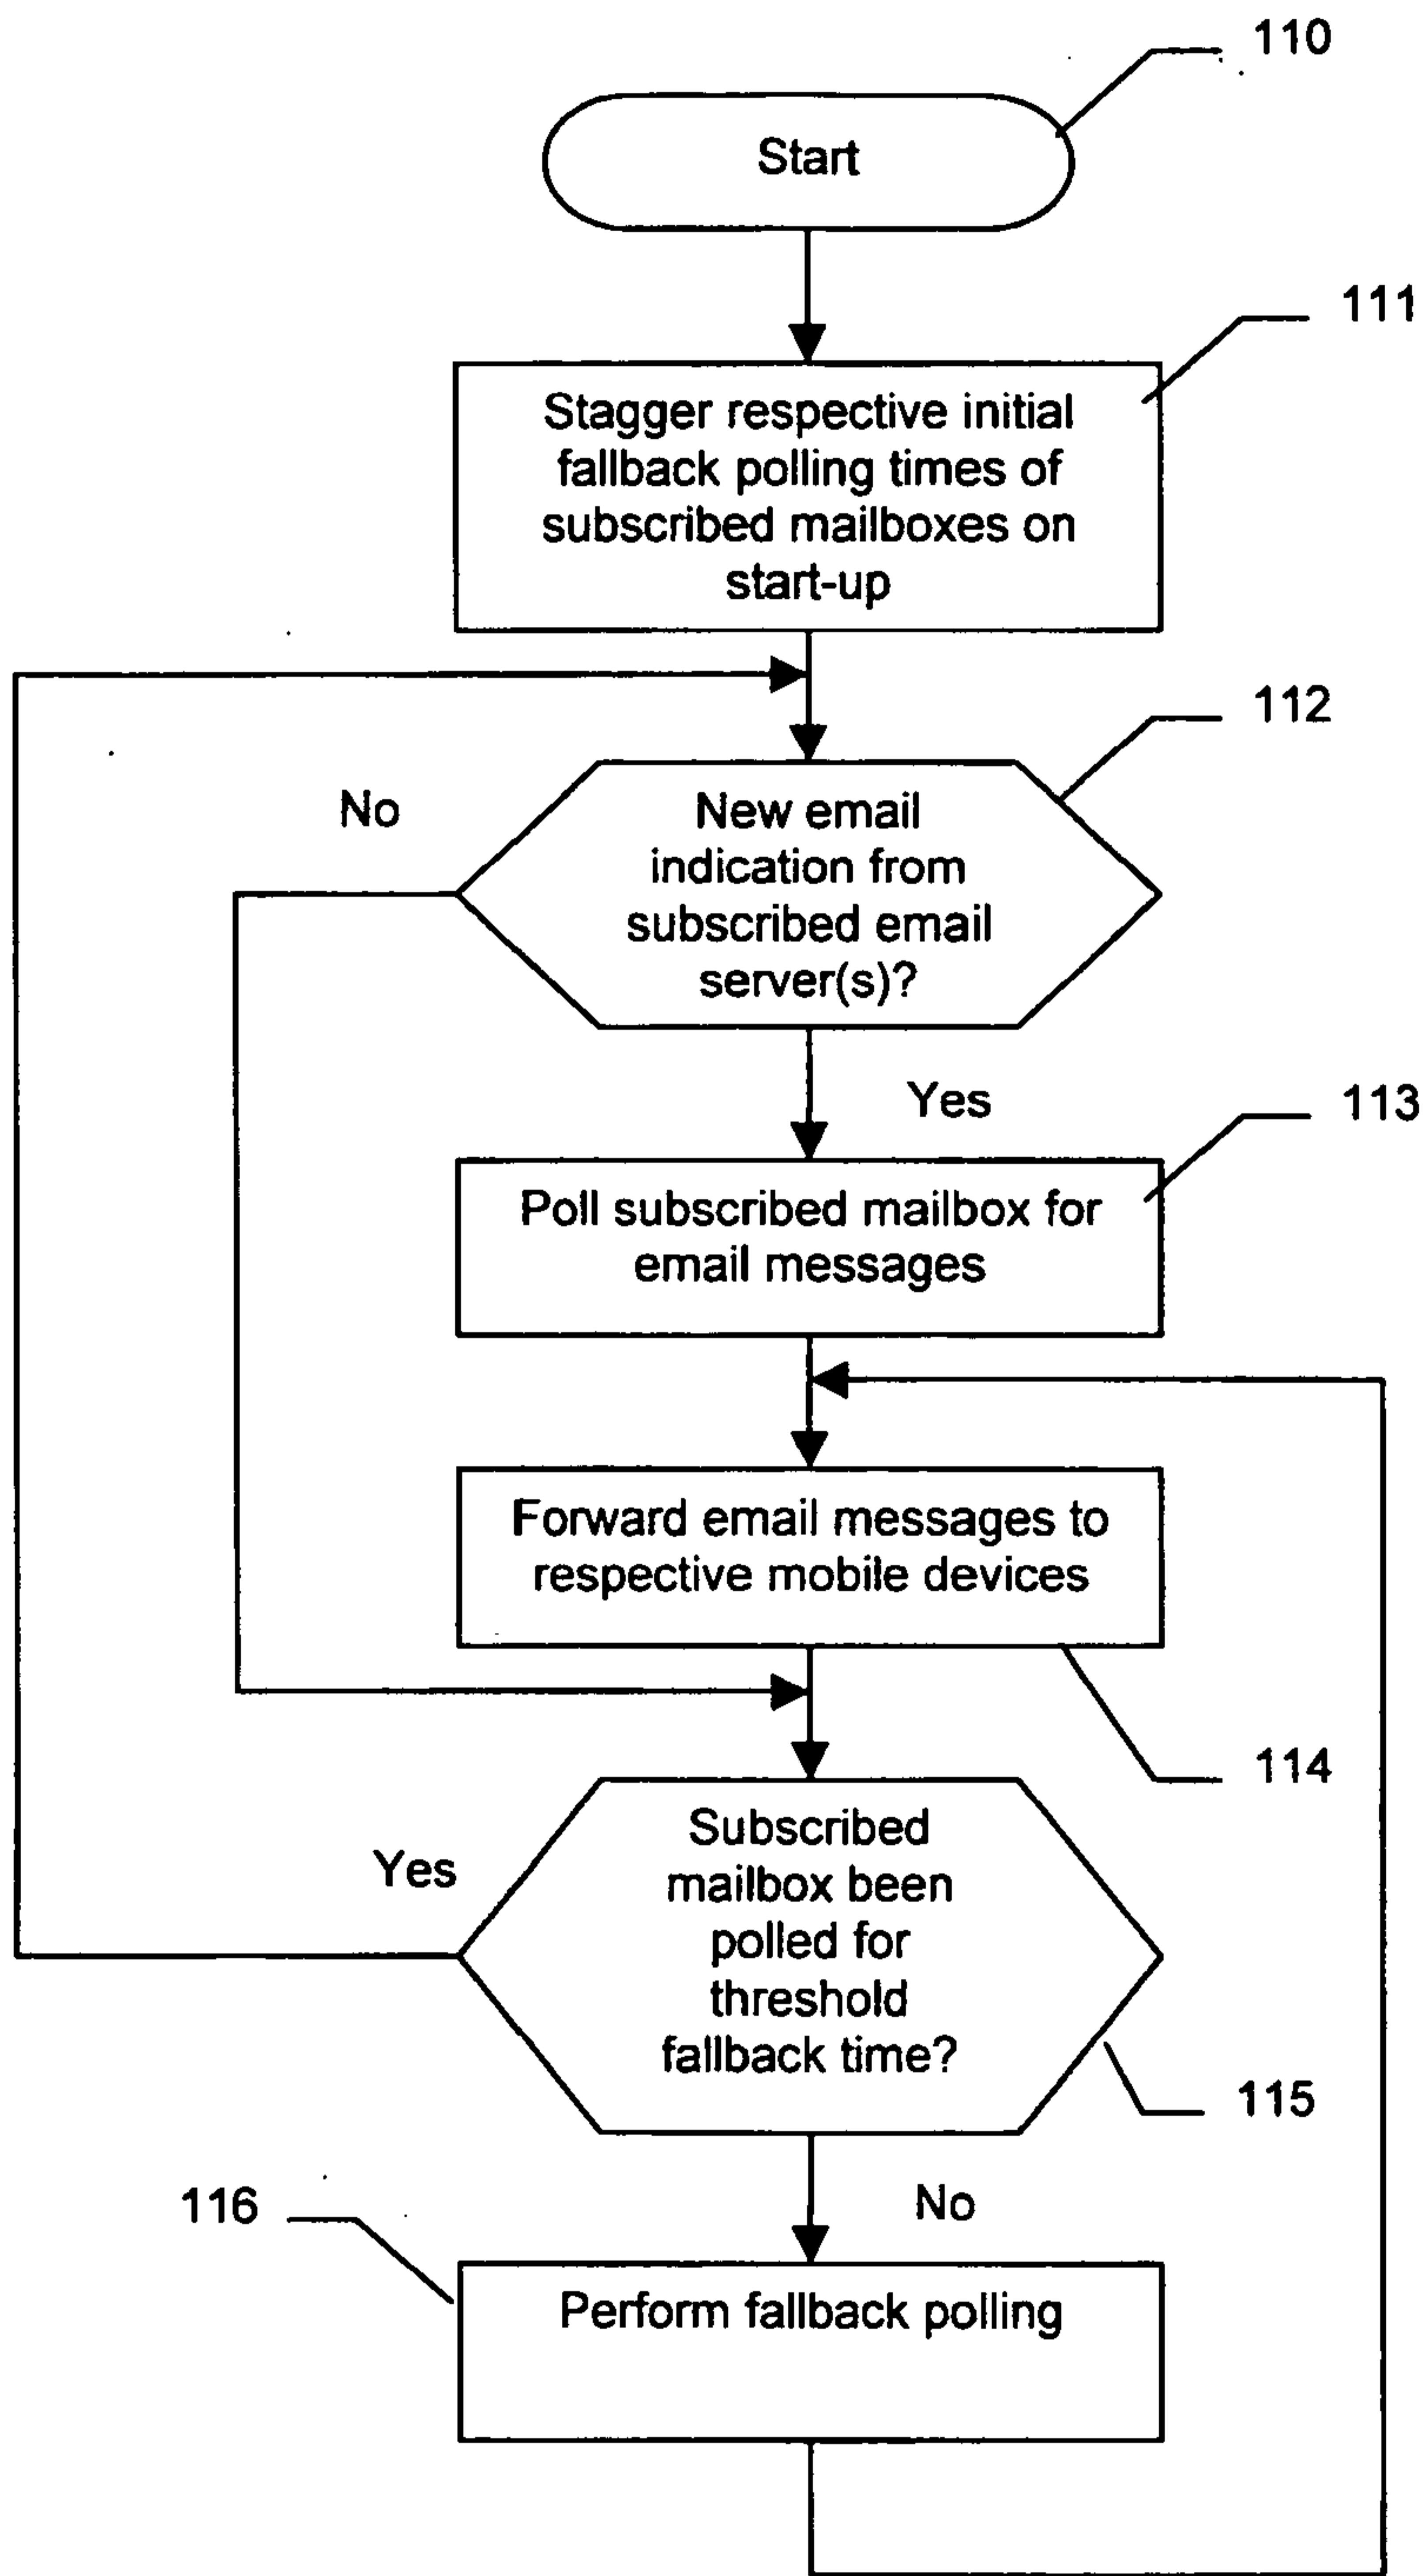 110
Start
111
Stagger respective initial
fallback polling times of
subscribed mailboxes on
start-up
112
No
New email
indication from
subscribed email
server(s)?
Yes
113
Poll subscribed mailbox for
email messages
Forward email messages to
respective mobile devices
114
Yes
Subscribed
mailbox been
polled for
threshold
fallback time?
115
No
116
Perform fallback polling